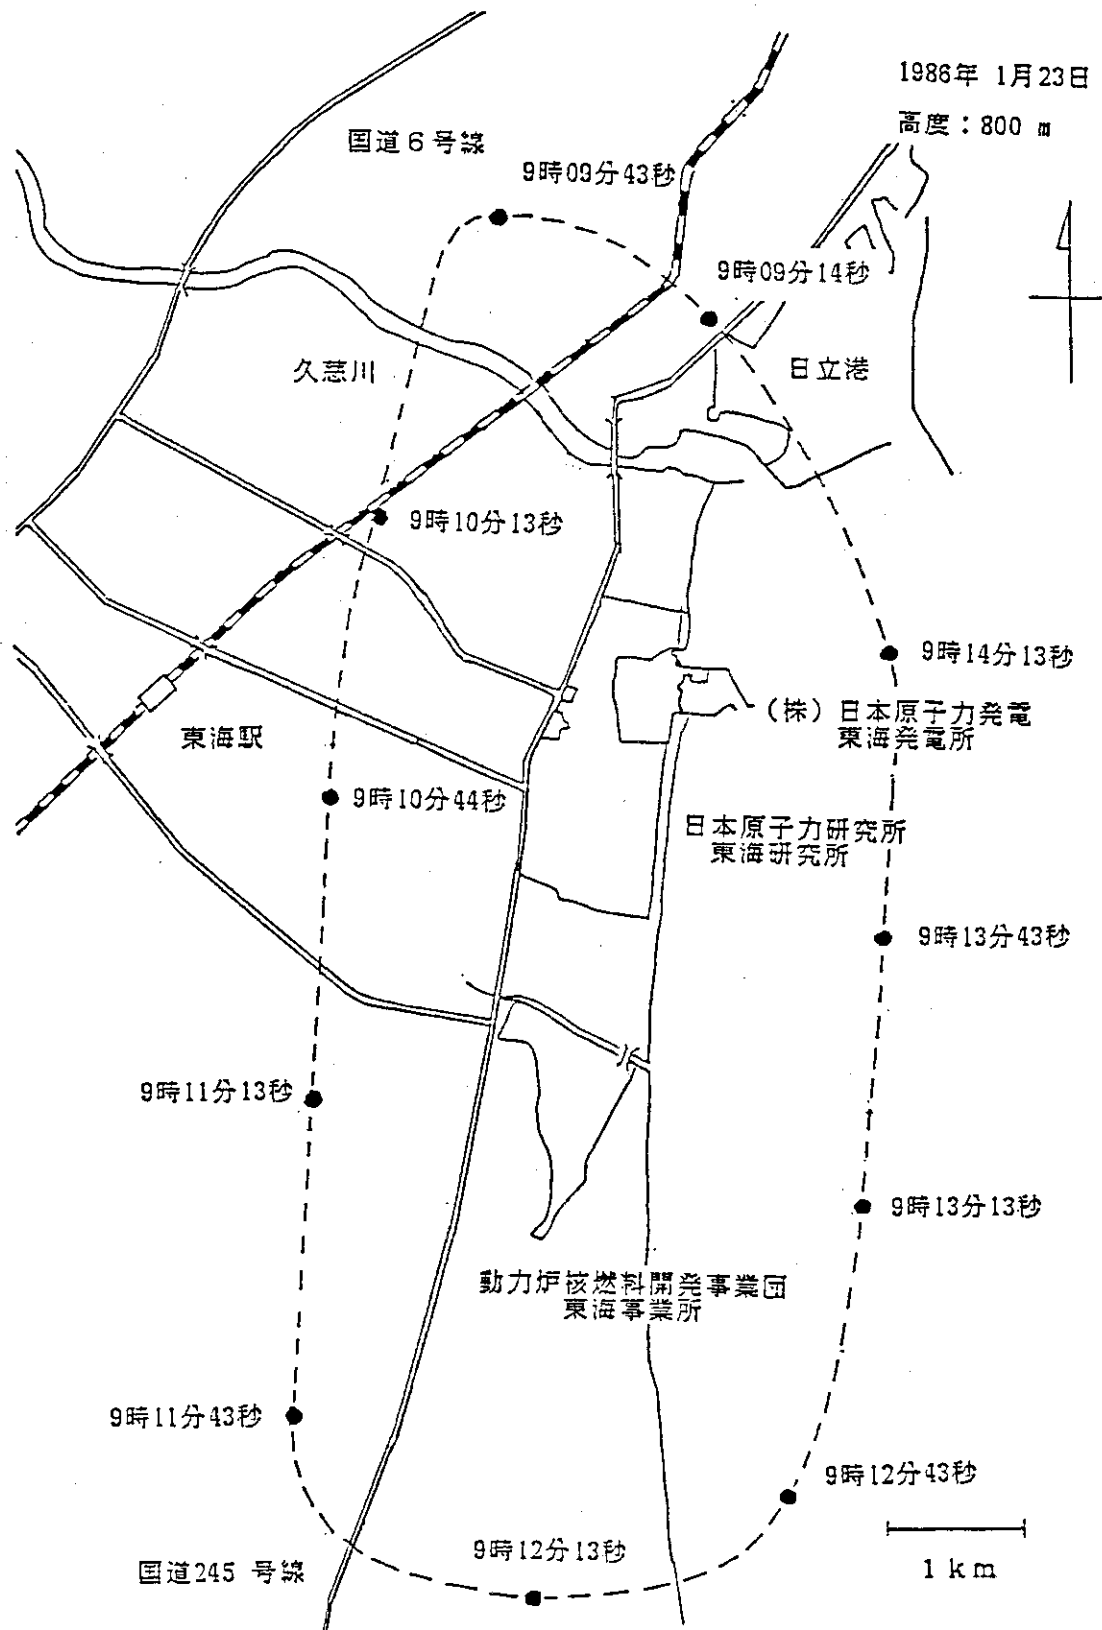 1986年 1月23日
高度：800 m
国道6号線
9時09分43秒
9時09分14秒
久慈川
日立港
9時10分13秒
9時14分13秒
（株）日本原子力発電
東海発電所
東海駅
9時10分44秒
日本原子力研究所
東海研究所
9時13分43秒
9時11分13秒
9時13分13秒
動力炉核燃料開発事業団
東海事業所
9時11分43秒
9時12分43秒
9時12分13秒
国道245 号線
1 km